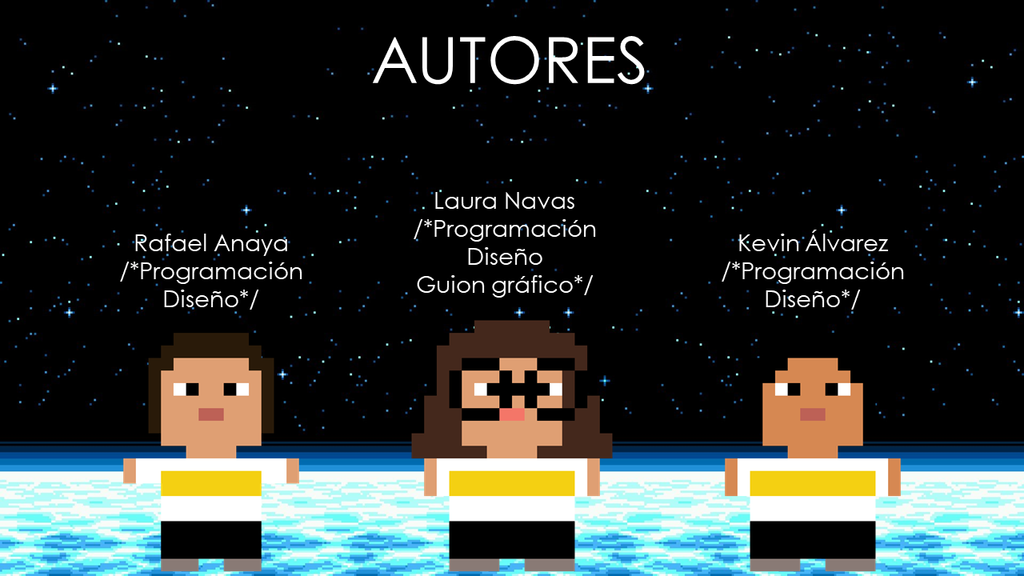 AUTORES
Rafael Anaya
/*Programación
Diseño*/
Laura Navas
/*Programación
Diseño
Guion gráfico*/
Kevin Álvarez
/*Programación
Diseño*/